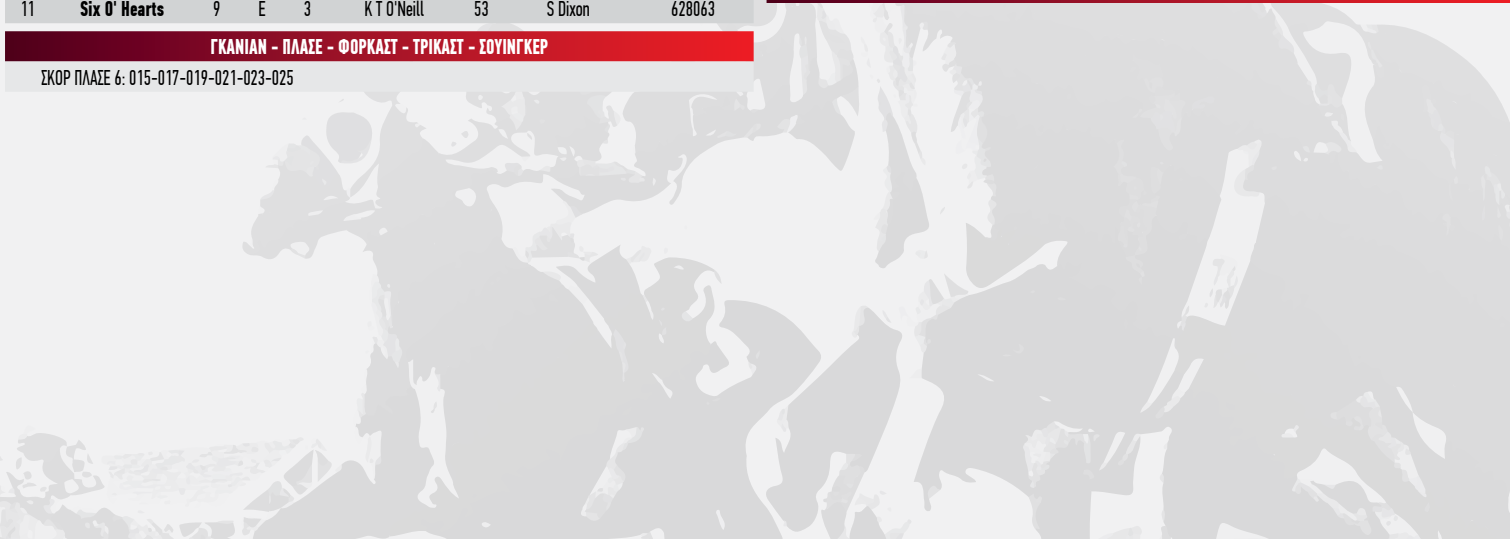 11 Six O' Hearts 9 E 3 K T O'Neill 53 S Dixon 628063
ΓΚΑΝΙΑΝ - ΠΛΑΣΕ - ΦΟΡΚΑΣΤ - ΤΡΙΚΑΣΤ - ΣΟΥΙΝΓΚΕΡ
ΣΚΟΡ ΠΛΑΣΕ 6: 015-017-019-021-023-025